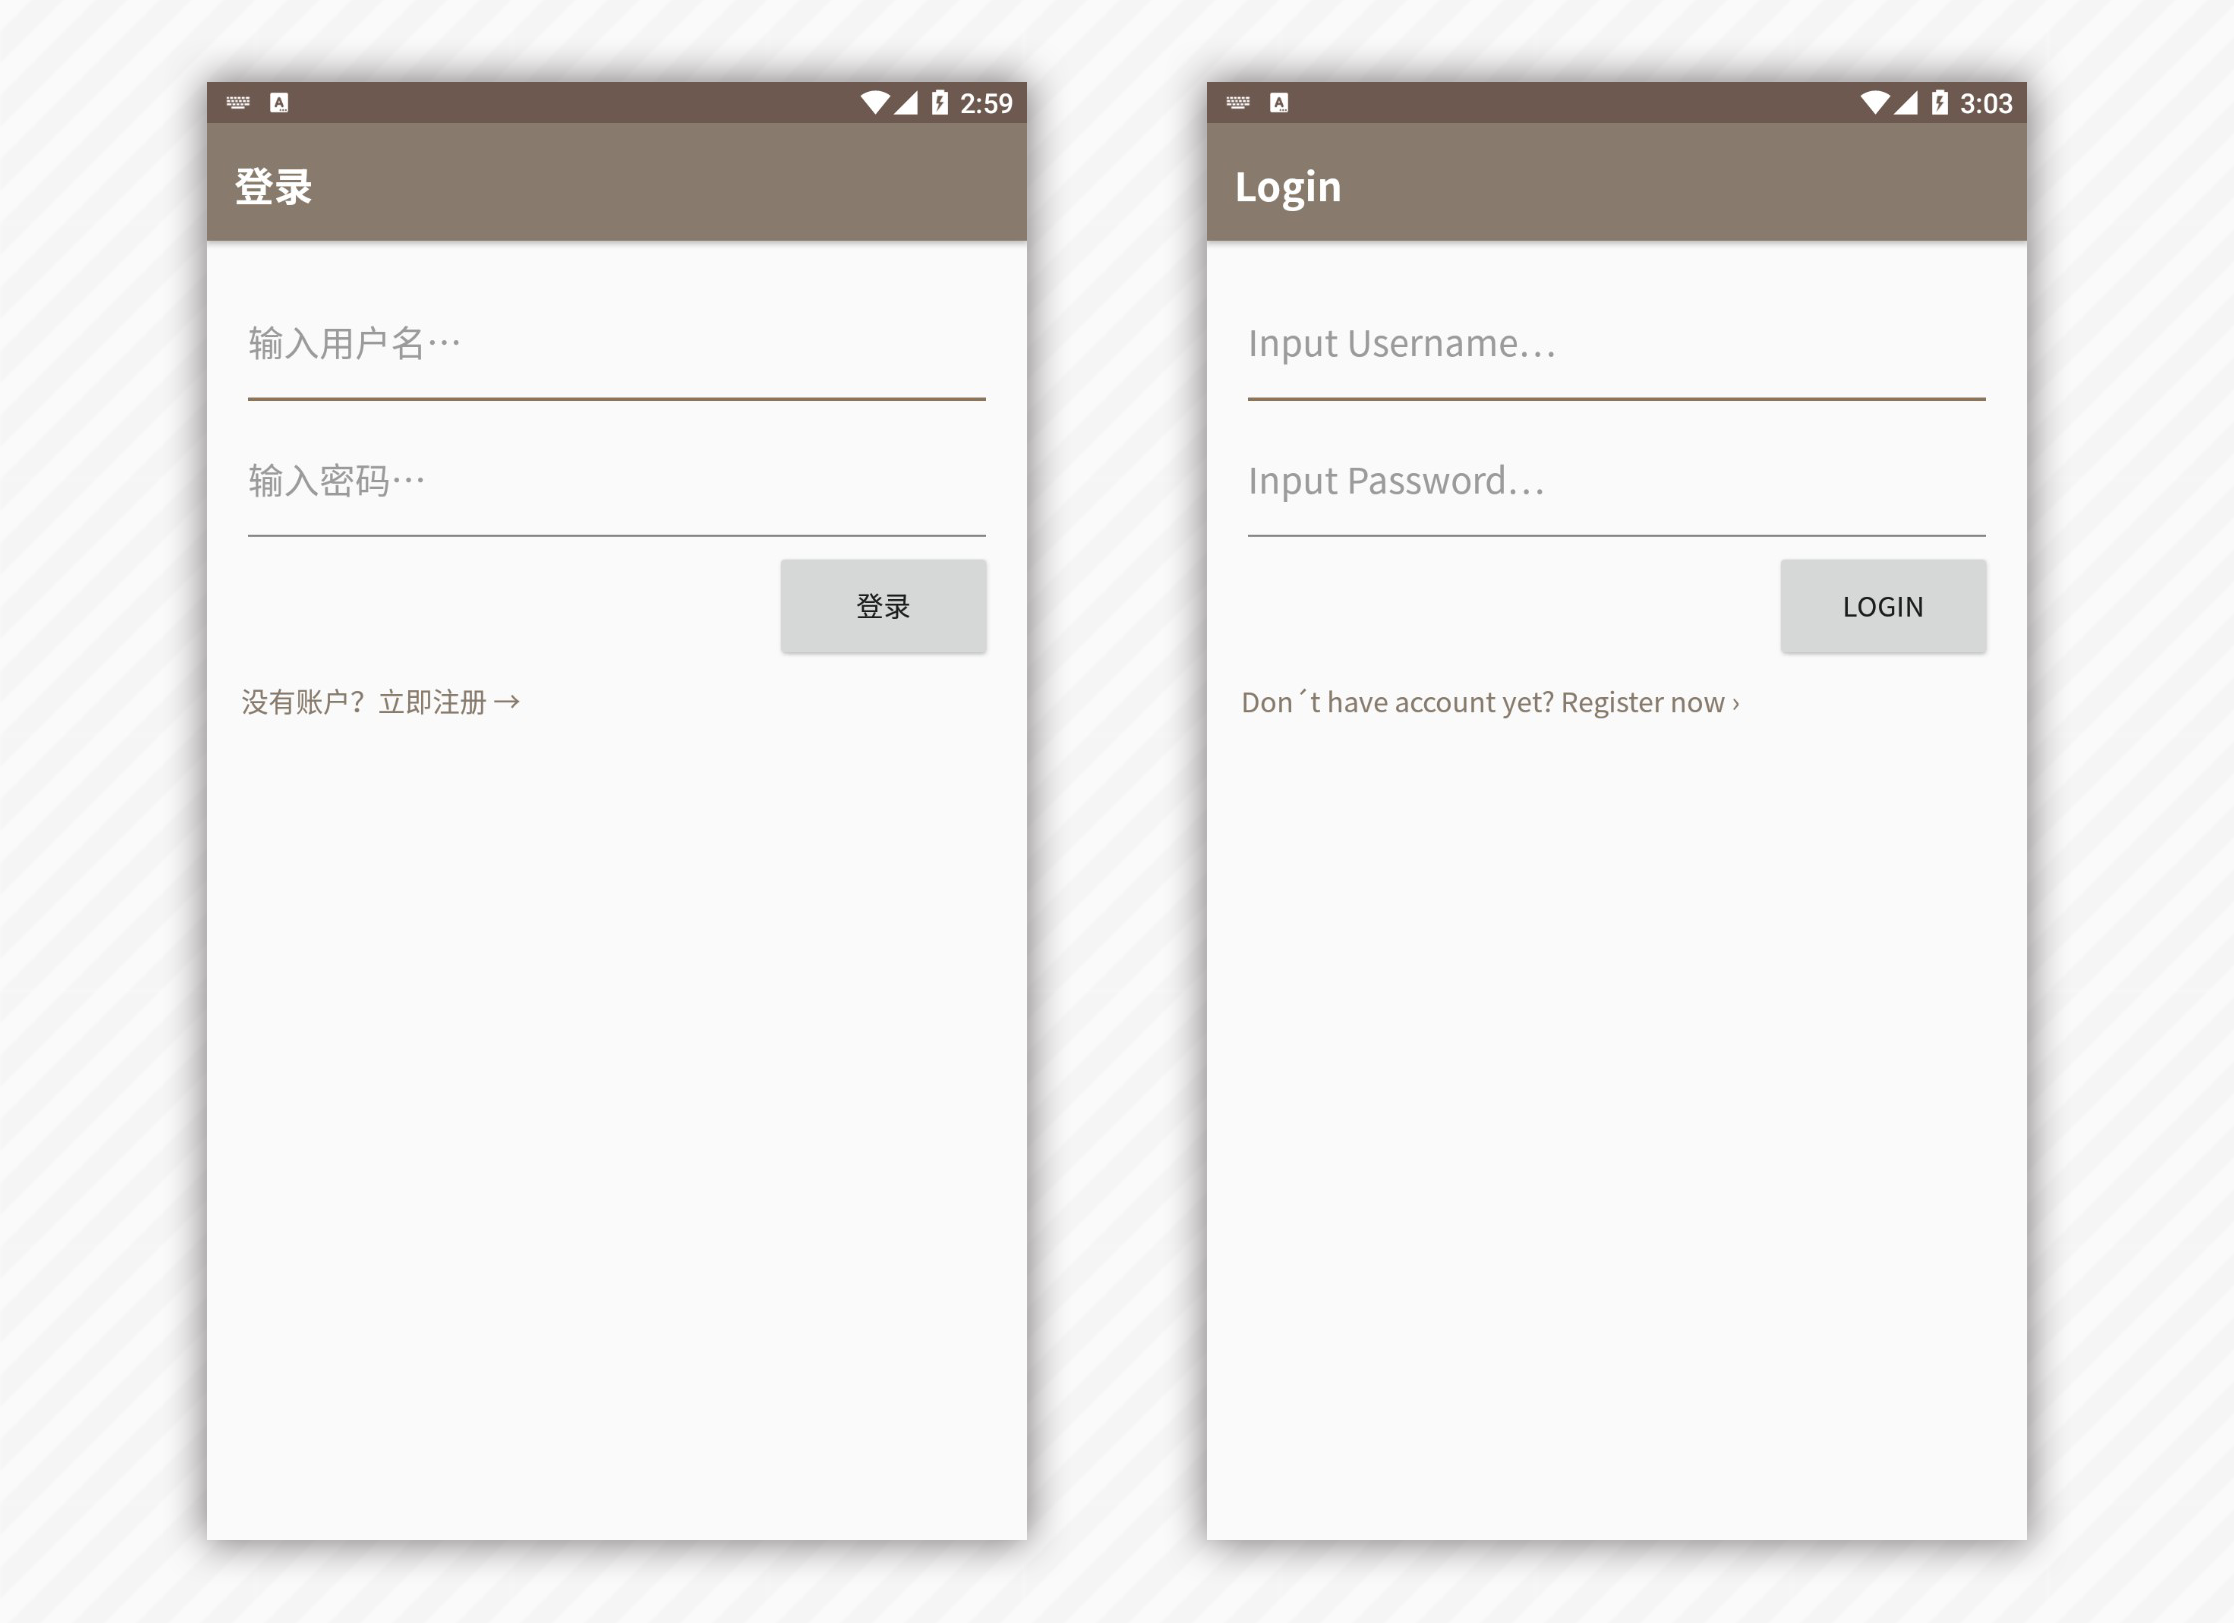 2:59
登录
输入用户名…
输入密码…
登录
没有账户？立即注册 →
3:03
Login
Input Username...
Input Password...
LOGIN
Don´t have account yet? Register now ›